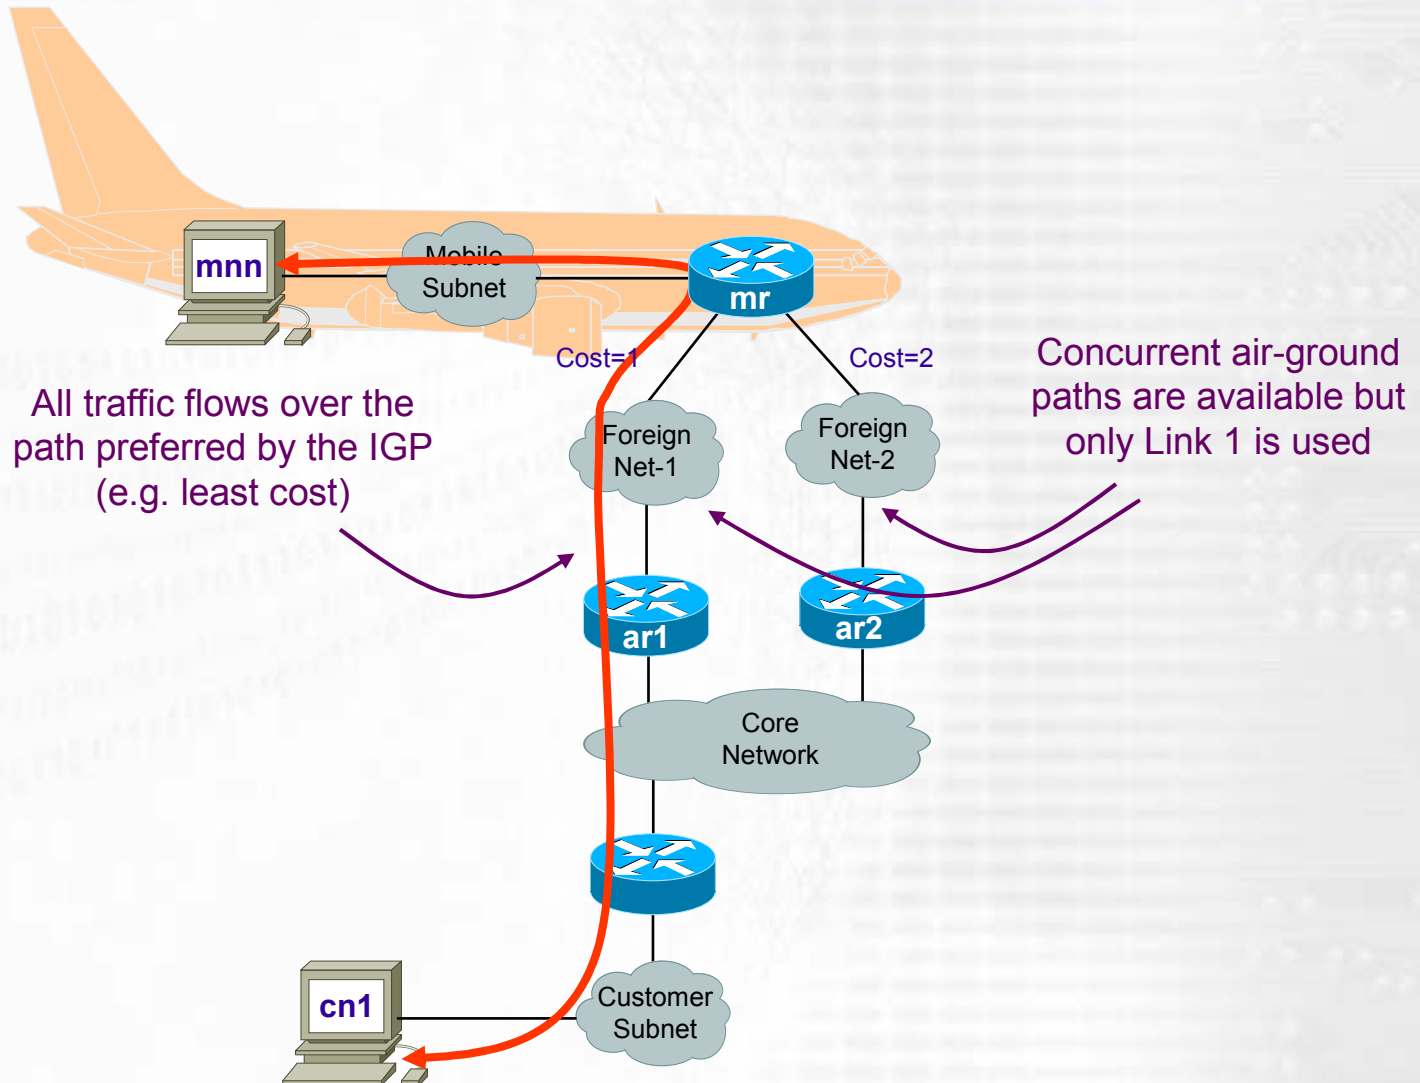 mnn
Mobile
Subnet
mr
Cost=1
Cost=2
All traffic flows over the
path preferred by the IGP
(e.g. least cost)
Concurrent air-ground
paths are available but
only Link 1 is used
Foreign
Net-1
Foreign
Net-2
ar1
ar2
Core
Network
cn1
Customer
Subnet